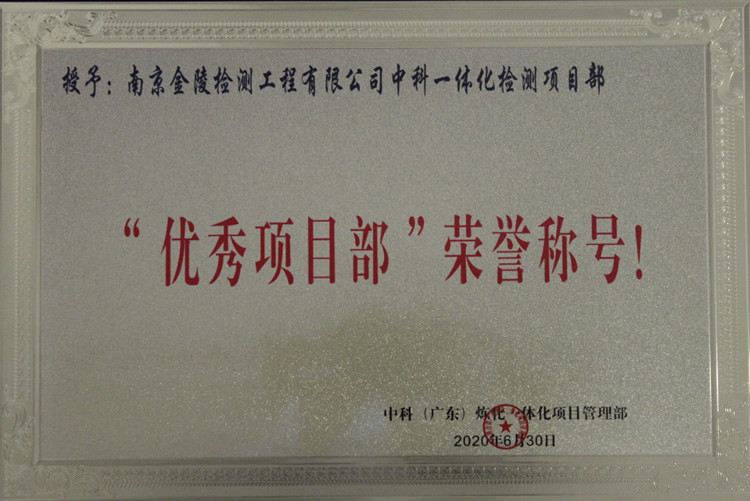 授予：南京金陵检测工程有限公司中科一体化检测项目部
“优秀项目部”荣誉称号！
中科（广东）炼化一体化项目管理部
2020年6月30日